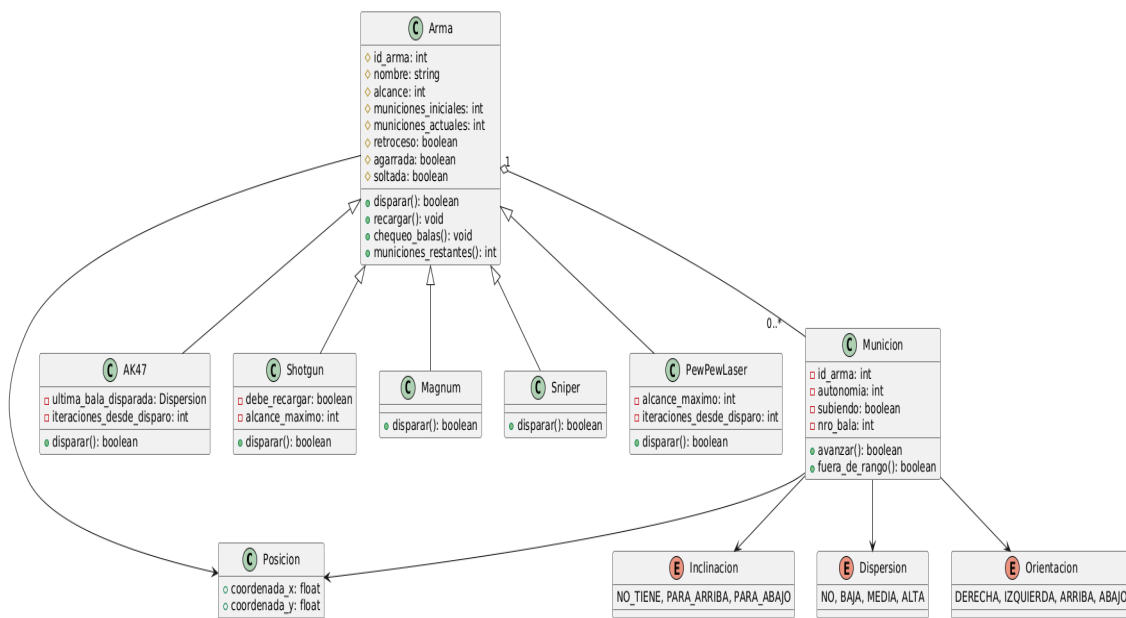 C Arma
id_arma: int
nombre: string
alcance: int
municiones_iniciales: int
municiones_actuales: int
retroceso: boolean
agarrada: boolean
soltada: boolean
disparar(): boolean
recargar(): void
chequeo_balas(): void
municiones_restantes(): int
1
0..*
C AK47
ultima_bala_disparada: Dispersion
iteraciones_desde_disparo: int
disparar(): boolean
C Shotgun
debe_recargar: boolean
alcance_maximo: int
disparar(): boolean
C Magnum
disparar(): boolean
C Sniper
disparar(): boolean
C PewPewLaser
alcance_maximo: int
iteraciones_desde_disparo: int
disparar(): boolean
C Municion
id_arma: int
autonomia: int
subiendo: boolean
nro_bala: int
avanzar(): boolean
fuera_de_rango(): boolean
C Posicion
coordenada_x: float
coordenada_y: float
E Inclinacion
NO_TIENE, PARA_ARRIBA, PARA_ABAJO
E Dispersion
NO, BAJA, MEDIA, ALTA
E Orientacion
DERECHA, IZQUIERDA, ARRIBA, ABAJO